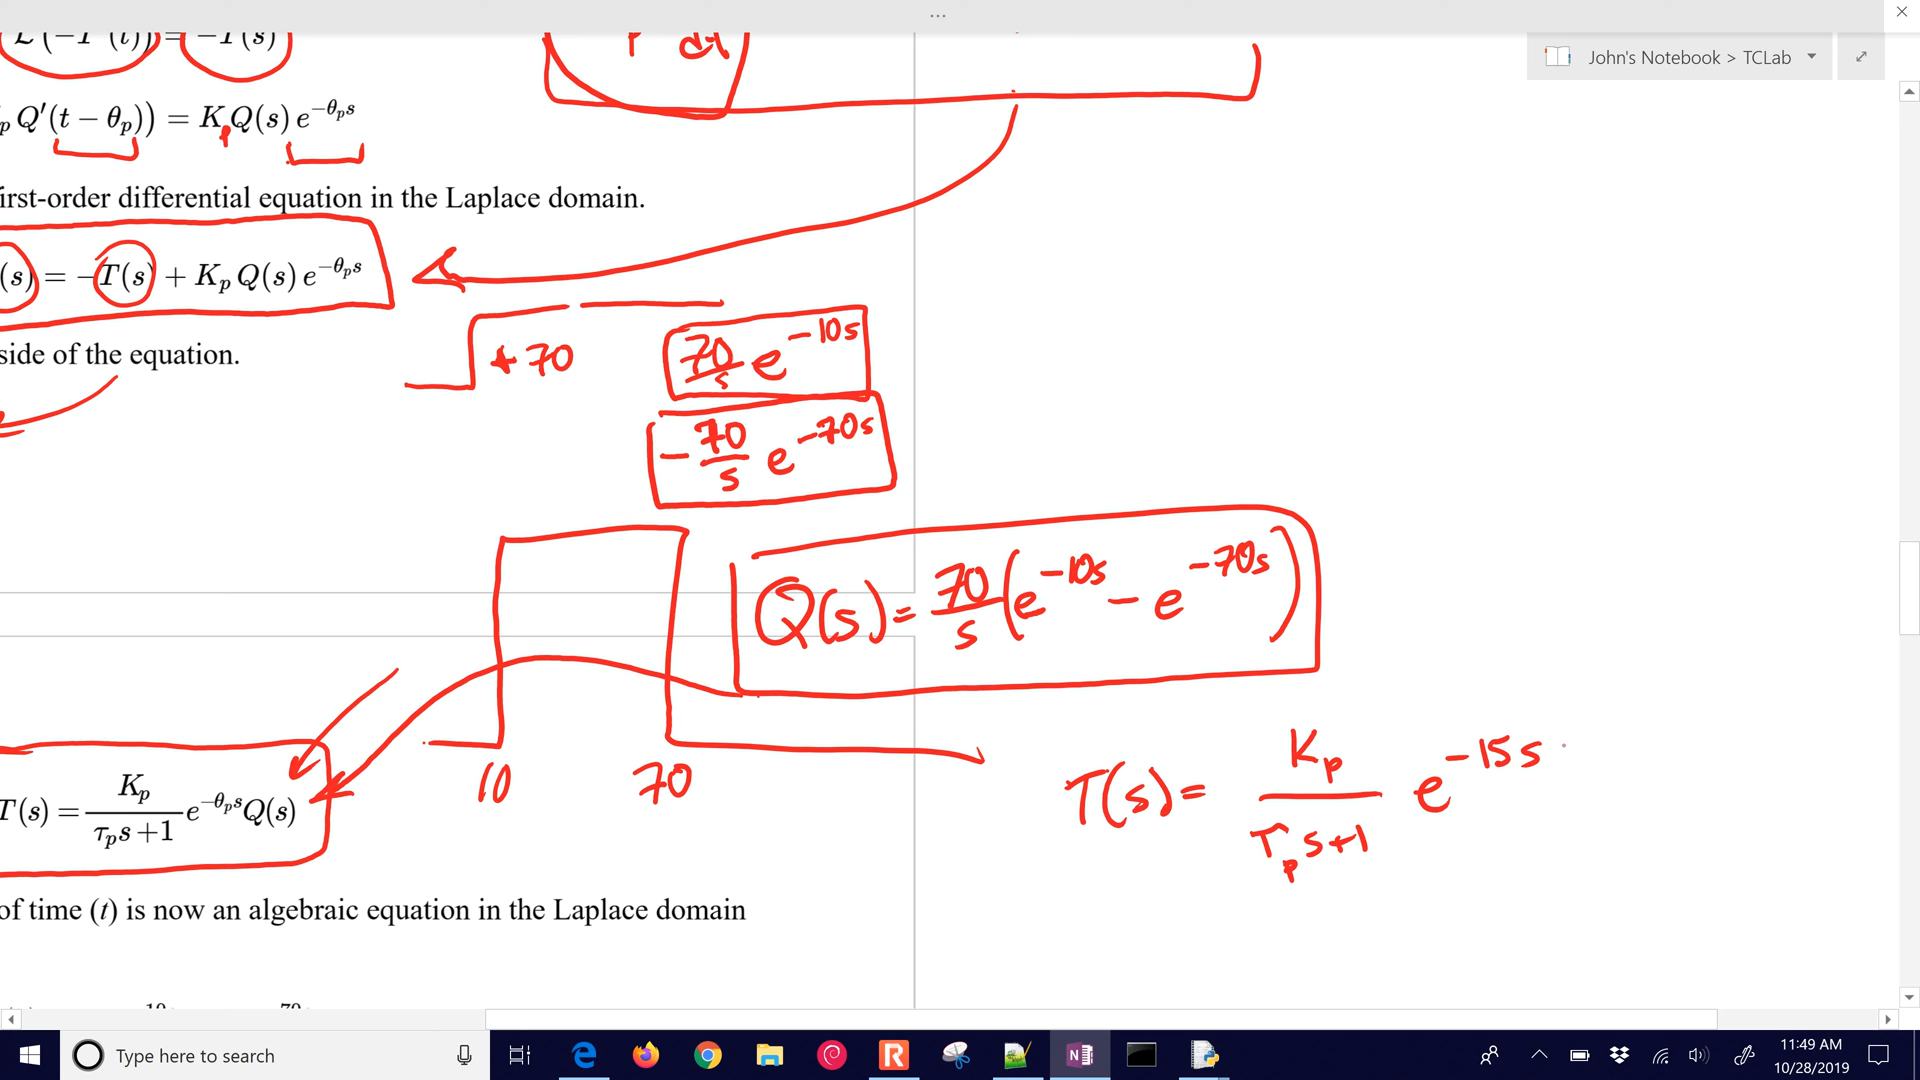 John's Notebook > TCLab
L(−T'(t)) = −T(s)
p dt
p Q′(t − θp)) = Kp Q(s) e^−θps
irst-order differential equation in the Laplace domain.
(s) = −T(s) + Kp Q(s) e^−θps
side of the equation.
+70
70/s e^−10s
−70/s e^−70s
Q(s) = 70/s (e^−10s − e^−70s)
10 70
T(s) = Kp/(τps+1) e^−θps Q(s)
T(s) = Kp/(τps+1) e^−15s
of time (t) is now an algebraic equation in the Laplace domain
Type here to search
11:49 AM
10/28/2019